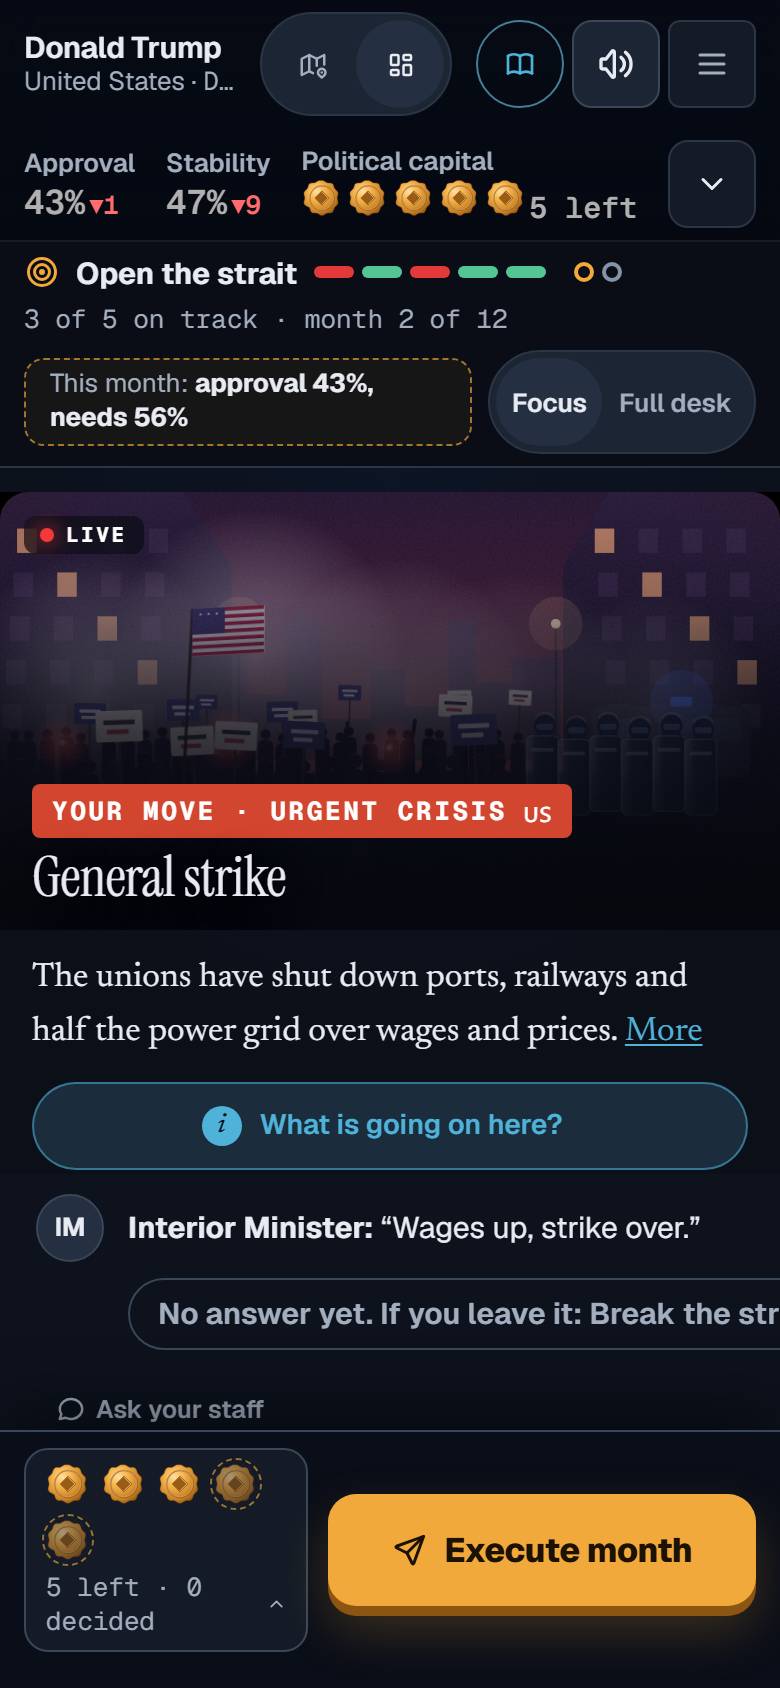 Donald Trump
United States · D...
Approval
43%▼1
Stability
47%▼9
Political capital
5 left
Open the strait
3 of 5 on track · month 2 of 12
This month: approval 43%,
needs 56%
Focus
Full desk
LIVE
YOUR MOVE · URGENT CRISIS US
General strike
The unions have shut down ports, railways and
half the power grid over wages and prices. More
i What is going on here?
IM
Interior Minister: “Wages up, strike over.”
No answer yet. If you leave it: Break the str
Ask your staff
5 left · 0
decided
Execute month